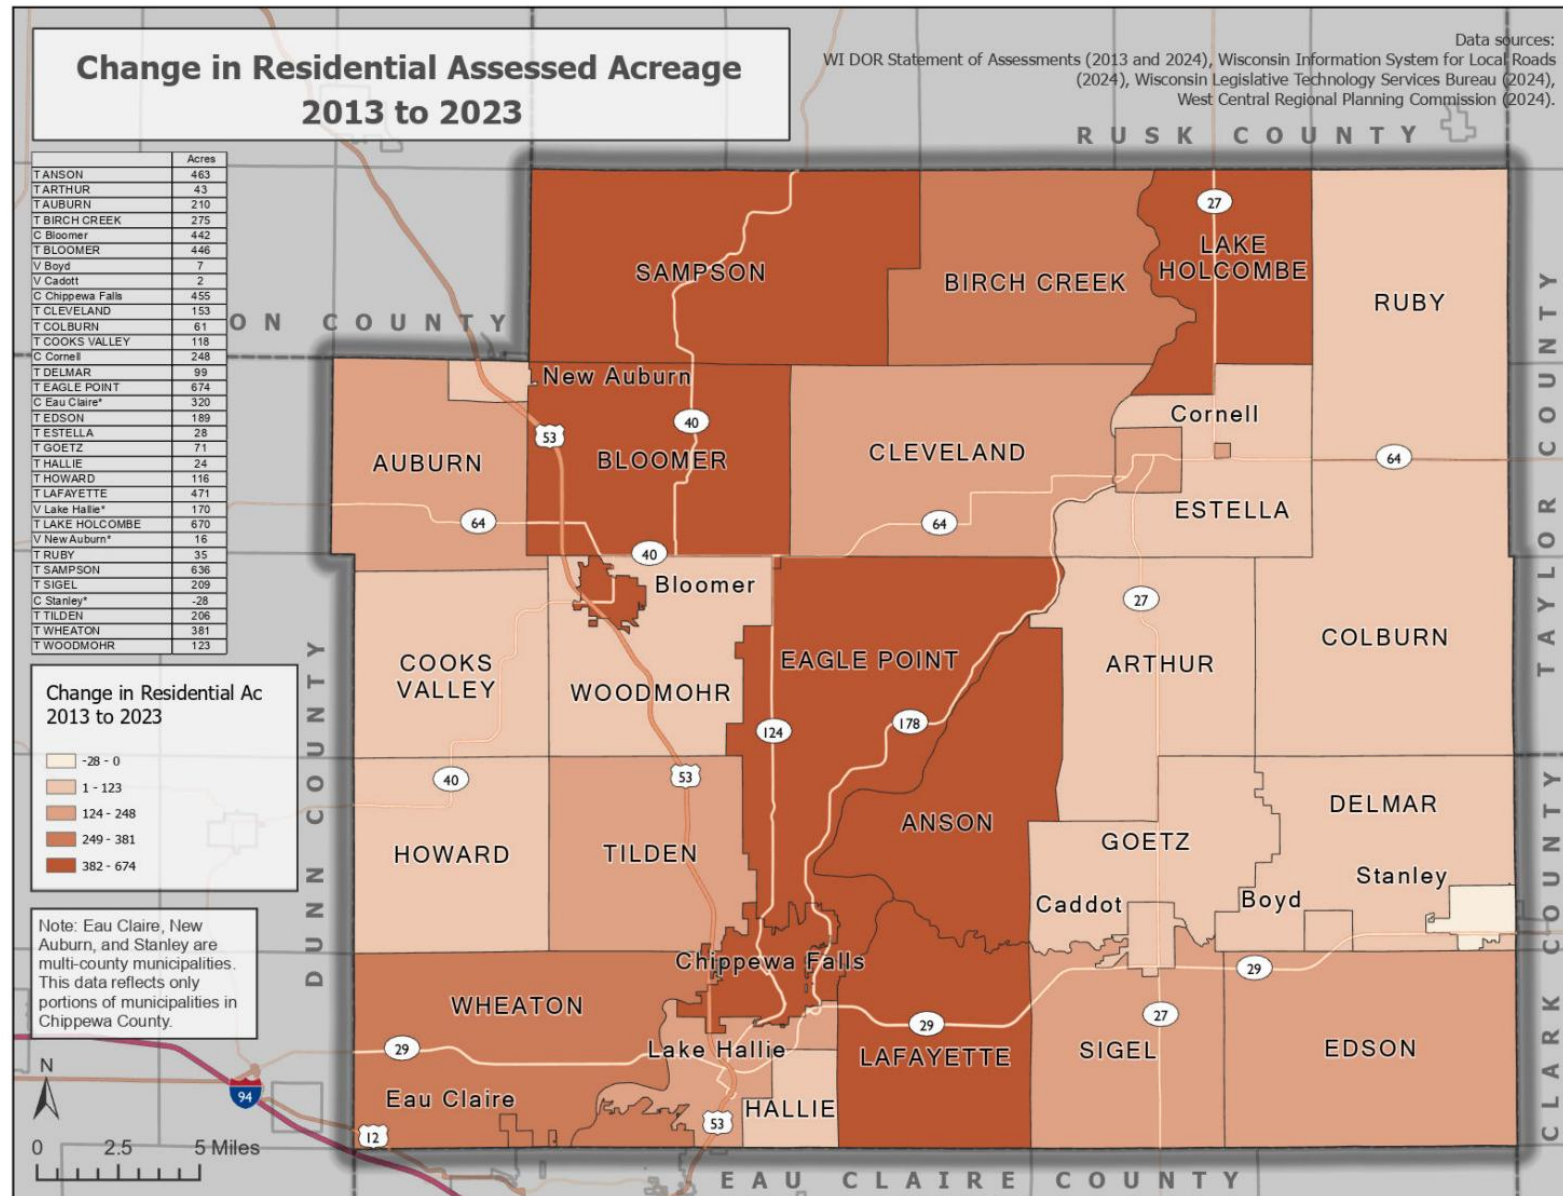 Change in Residential Assessed Acreage
2013 to 2023
Data sources:
WI DOR Statement of Assessments (2013 and 2024), Wisconsin Information System for Local Roads
(2024), Wisconsin Legislative Technology Services Bureau (2024),
West Central Regional Planning Commission (2024).
RUSK COUNTY
Acres
T ANSON 463
T ARTHUR 43
T AUBURN 210
T BIRCH CREEK 275
C Bloomer 442
T BLOOMER 446
V Boyd 7
V Cadott 2
C Chippewa Falls 455
T CLEVELAND 153
T COLBURN 61
T COOKS VALLEY 118
C Cornell 248
T DELMAR 99
T EAGLE POINT 674
C Eau Claire* 320
T EDSON 189
T ESTELLA 28
T GOETZ 71
T HALLIE 24
T HOWARD 116
T LAFAYETTE 471
V Lake Hallie* 170
T LAKE HOLCOMBE 670
V New Auburn* 16
T RUBY 35
T SAMPSON 636
T SIGEL 209
C Stanley* -28
T TILDEN 206
T WHEATON 381
T WOODMOHR 123
ON COUNTY
Change in Residential Ac
2013 to 2023
-28 - 0
1 - 123
124 - 248
249 - 381
382 - 674
Note: Eau Claire, New
Auburn, and Stanley are
multi-county municipalities.
This data reflects only
portions of municipalities in
Chippewa County.
N
0 2.5 5 Miles
94
DUNN COUNTY
27
SAMPSON
BIRCH CREEK
LAKE
HOLCOMBE
RUBY
New Auburn
40
53
AUBURN
BLOOMER
CLEVELAND
Cornell
64
64
64
ESTELLA
40
Bloomer
27
COOKS
VALLEY
WOODMOHR
EAGLE POINT
ARTHUR
COLBURN
124
178
40
53
HOWARD
TILDEN
ANSON
GOETZ
DELMAR
Caddot
Boyd
Stanley
Chippewa Falls
29
WHEATON
29
29
27
Lake Hallie
LAFAYETTE
SIGEL
EDSON
Eau Claire
HALLIE
53
12
TAYLOR COUNTY
CLARK COUNTY
EAU CLAIRE COUNTY